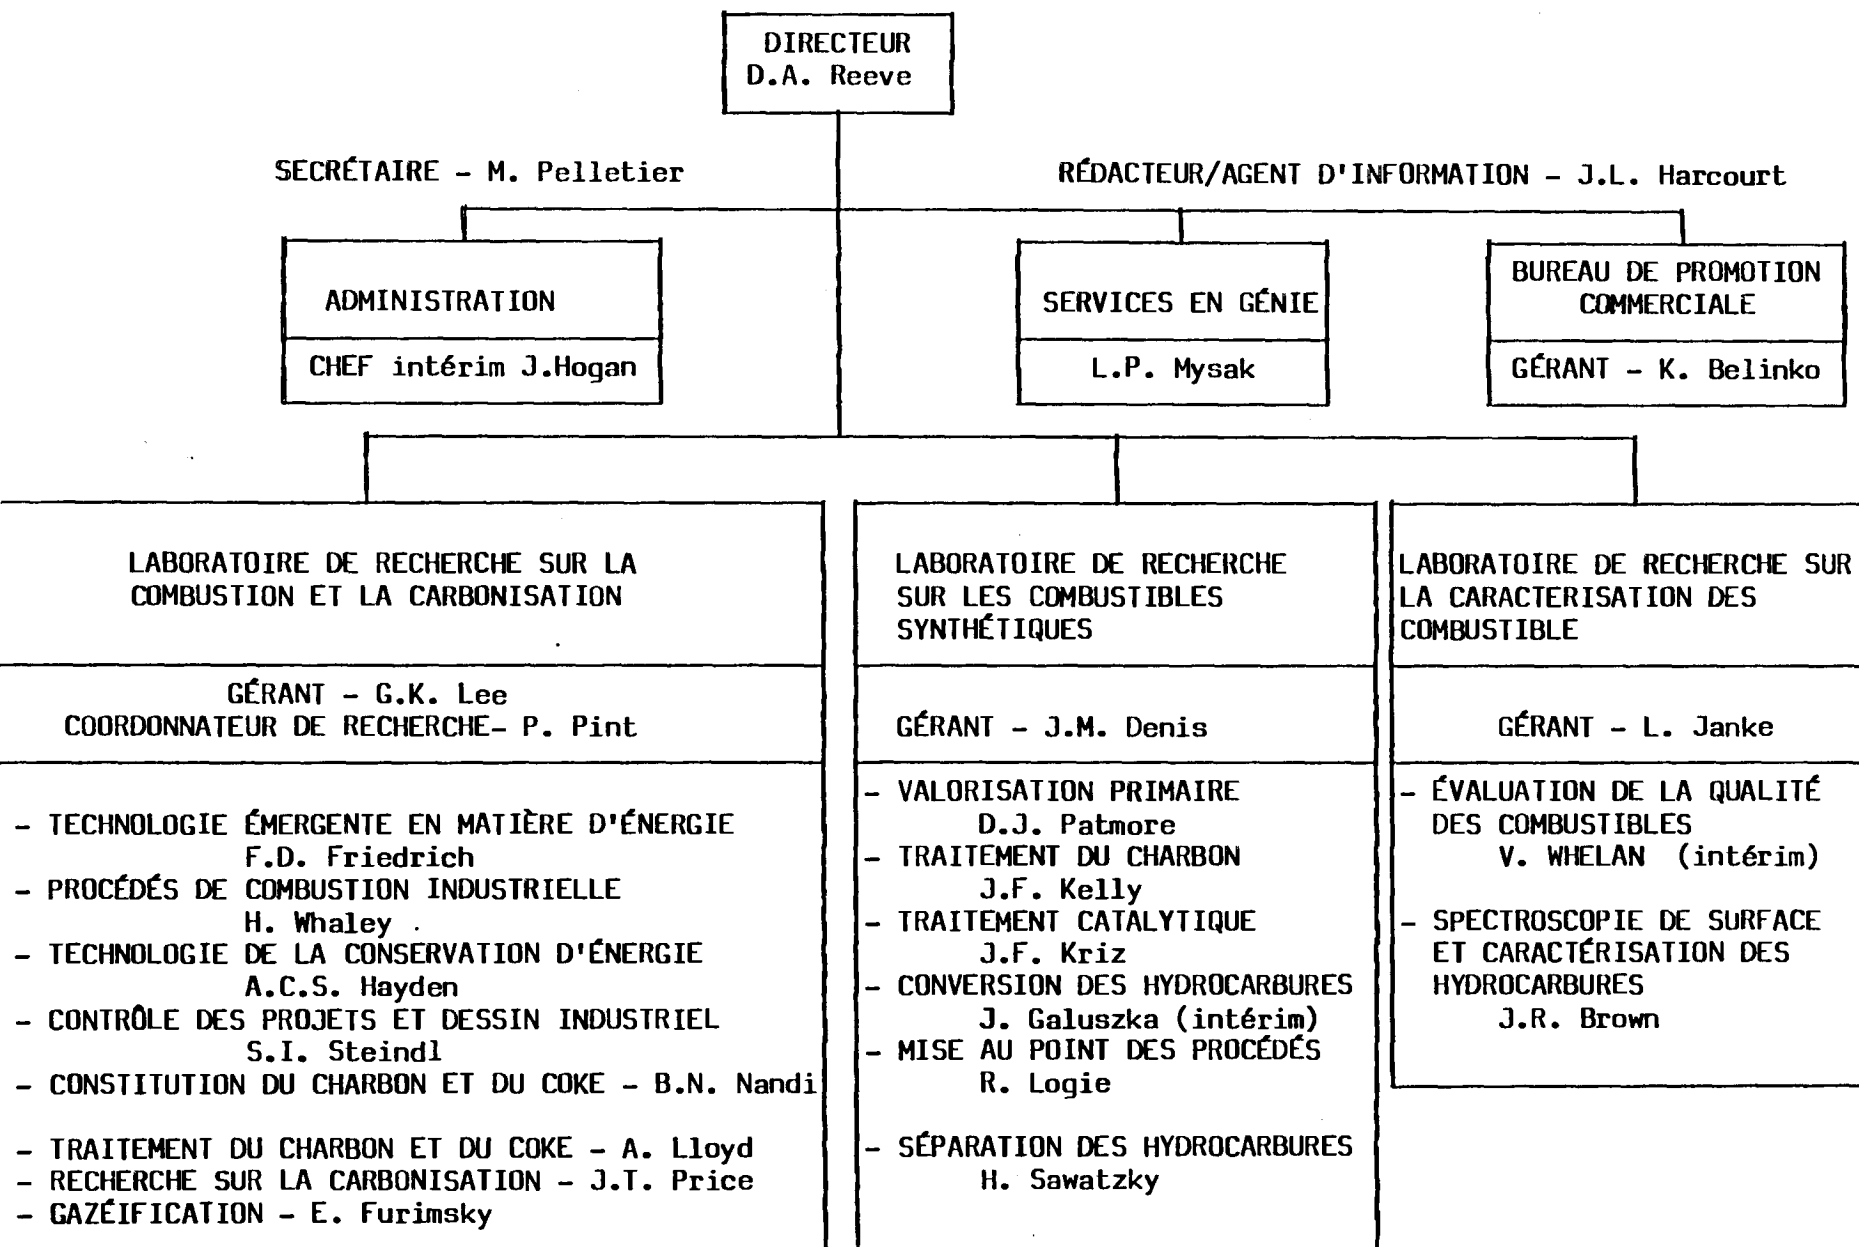 DIRECTEUR
D.A. Reeve
SECRÉTAIRE - M. Pelletier
RÉDACTEUR/AGENT D'INFORMATION - J.L. Harcourt
ADMINISTRATION
CHEF intérim J.Hogan
SERVICES EN GÉNIE
L.P. Mysak
BUREAU DE PROMOTION
COMMERCIALE
GÉRANT - K. Belinko
LABORATOIRE DE RECHERCHE SUR LA
COMBUSTION ET LA CARBONISATION
GÉRANT - G.K. Lee
COORDONNATEUR DE RECHERCHE- P. Pint
- TECHNOLOGIE ÉMERGENTE EN MATIÈRE D'ÉNERGIE
F.D. Friedrich
- PROCÉDÉS DE COMBUSTION INDUSTRIELLE
H. Whaley
- TECHNOLOGIE DE LA CONSERVATION D'ÉNERGIE
A.C.S. Hayden
- CONTRÔLE DES PROJETS ET DESSIN INDUSTRIEL
S.I. Steindl
- CONSTITUTION DU CHARBON ET DU COKE - B.N. Nandi
- TRAITEMENT DU CHARBON ET DU COKE - A. Lloyd
- RECHERCHE SUR LA CARBONISATION - J.T. Price
- GAZÉIFICATION - E. Furimsky
LABORATOIRE DE RECHERCHE
SUR LES COMBUSTIBLES
SYNTHÉTIQUES
GÉRANT - J.M. Denis
- VALORISATION PRIMAIRE
D.J. Patmore
- TRAITEMENT DU CHARBON
J.F. Kelly
- TRAITEMENT CATALYTIQUE
J.F. Kriz
- CONVERSION DES HYDROCARBURES
J. Galuszka (intérim)
- MISE AU POINT DES PROCÉDÉS
R. Logie
- SÉPARATION DES HYDROCARBURES
H. Sawatzky
LABORATOIRE DE RECHERCHE SUR
LA CARACTERISATION DES
COMBUSTIBLE
GÉRANT - L. Janke
- ÉVALUATION DE LA QUALITÉ
DES COMBUSTIBLES
V. WHELAN (intérim)
- SPECTROSCOPIE DE SURFACE
ET CARACTÉRISATION DES
HYDROCARBURES
J.R. Brown